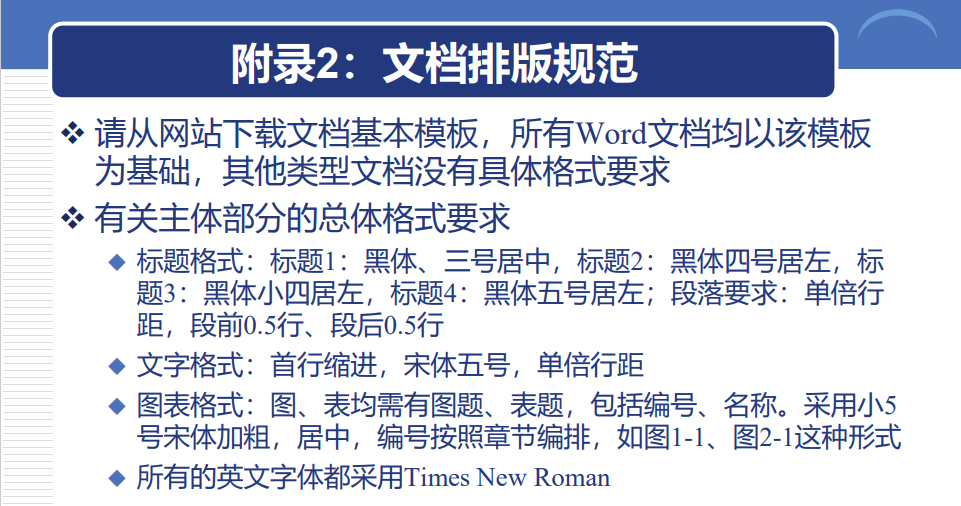 附录2：文档排版规范
请从网站下载文档基本模板，所有Word文档均以该模板
为基础，其他类型文档没有具体格式要求
有关主体部分的总体格式要求
标题格式：标题1：黑体、三号居中，标题2：黑体四号居左，标
题3：黑体小四居左，标题4：黑体五号居左；段落要求：单倍行
距，段前0.5行、段后0.5行
文字格式：首行缩进，宋体五号，单倍行距
图表格式：图、表均需有图题、表题，包括编号、名称。采用小5
号宋体加粗，居中，编号按照章节编排，如图1-1、图2-1这种形式
所有的英文字体都采用Times New Roman